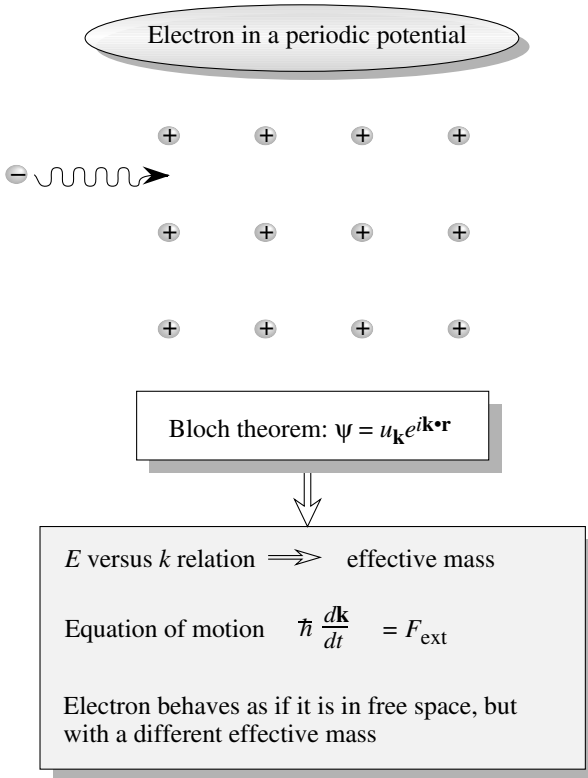 Electron in a periodic potential
+ + + +
−
+ + + +
+ + + +
Bloch theorem: ψ = u_k e^{ik•r}
E versus k relation ⟹ effective mass
Equation of motion ℏ dk/dt = F_ext
Electron behaves as if it is in free space, but
with a different effective mass